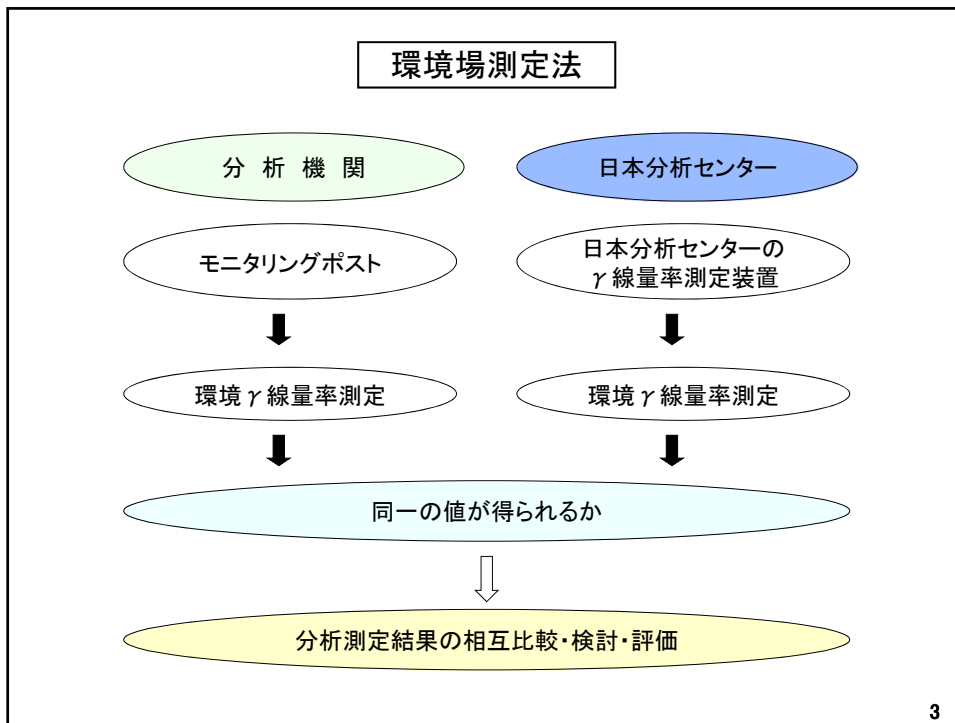 環境場測定法
分 析 機 関
日本分析センター
モニタリングポスト
日本分析センターの
γ線量率測定装置
環境γ線量率測定
環境γ線量率測定
同一の値が得られるか
分析測定結果の相互比較・検討・評価
3